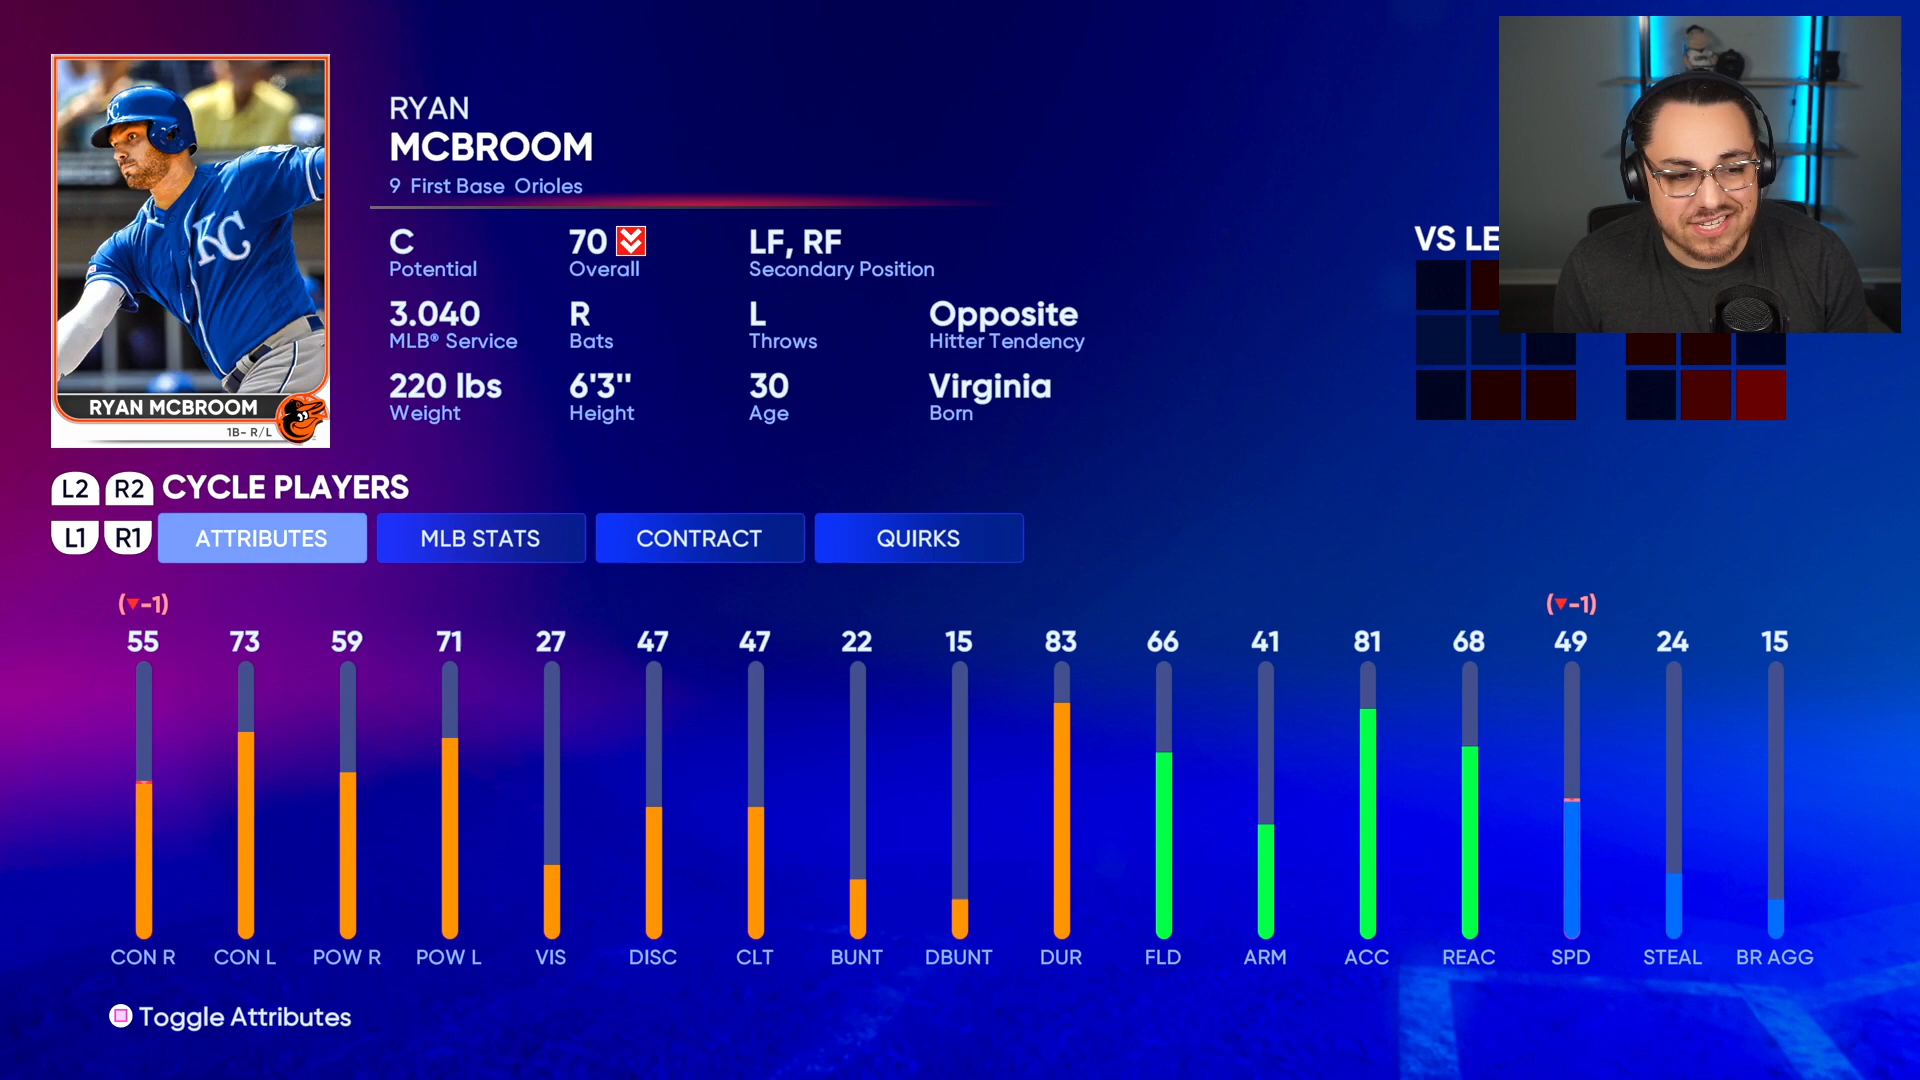 RYAN
MCBROOM
9 First Base Orioles
C
Potential
70
Overall
LF, RF
Secondary Position
3.040
MLB® Service
R
Bats
L
Throws
Opposite
Hitter Tendency
220 lbs
Weight
6'3"
Height
30
Age
Virginia
Born
VS LE
KC
KC
RYAN MCBROOM
1B- R/L
L2 R2 CYCLE PLAYERS
L1 R1 ATTRIBUTES MLB STATS CONTRACT QUIRKS
(▼-1) (▼-1)
55 73 59 71 27 47 47 22 15 83 66 41 81 68 49 24 15
CON R CON L POW R POW L VIS DISC CLT BUNT DBUNT DUR FLD ARM ACC REAC SPD STEAL BR AGG
Toggle Attributes